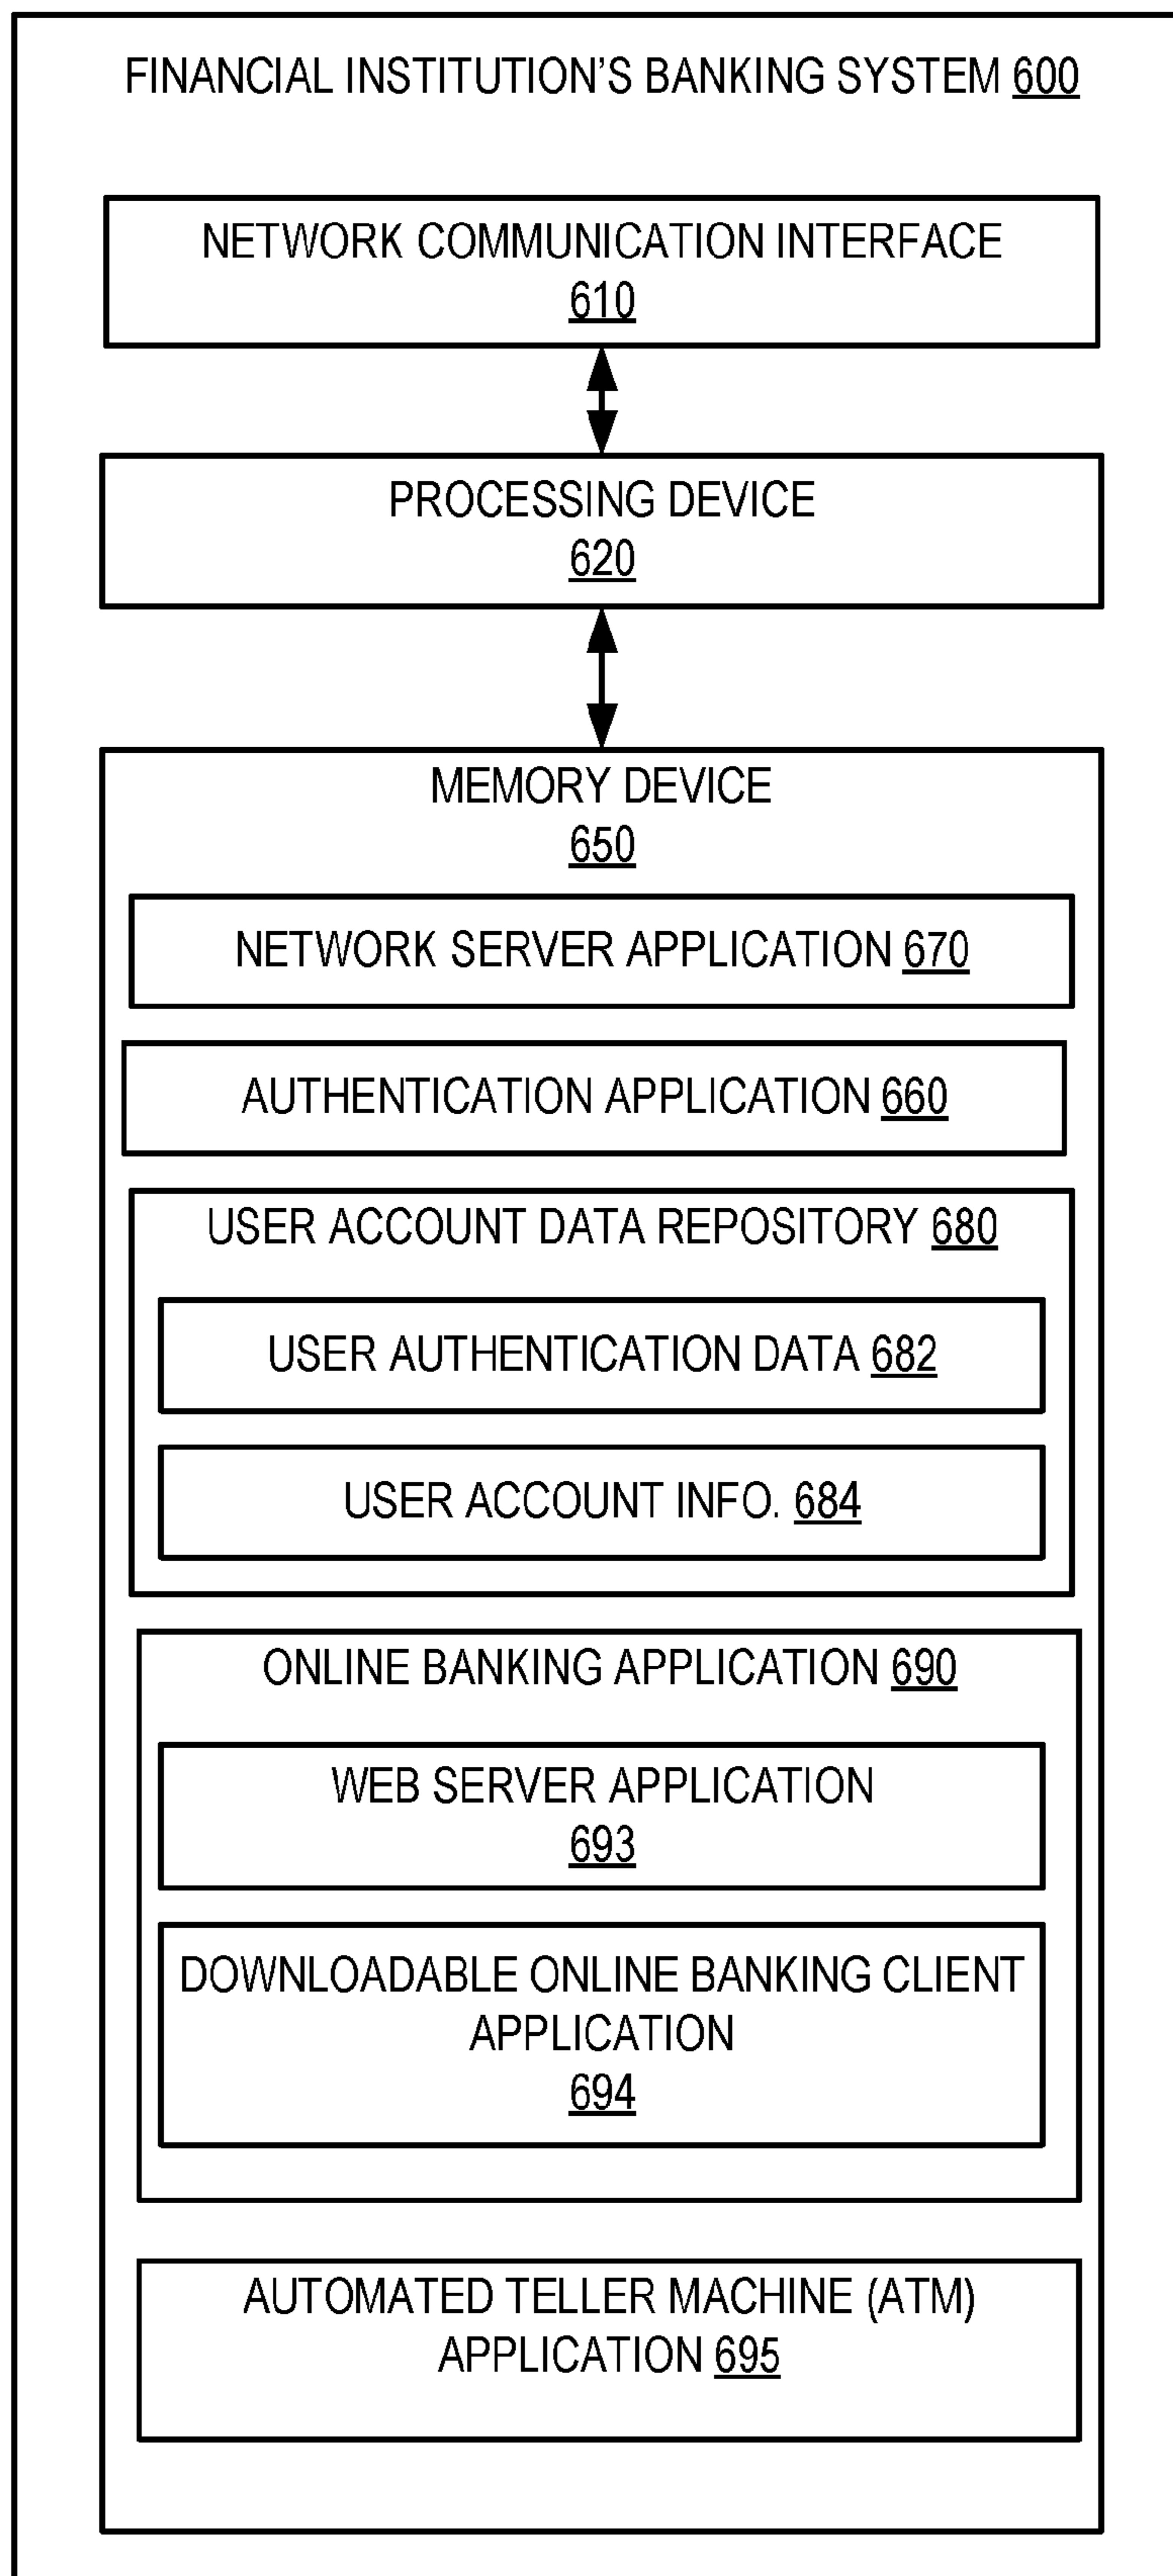 FINANCIAL INSTITUTION'S BANKING SYSTEM 600
NETWORK COMMUNICATION INTERFACE
610
PROCESSING DEVICE
620
MEMORY DEVICE
650
NETWORK SERVER APPLICATION 670
AUTHENTICATION APPLICATION 660
USER ACCOUNT DATA REPOSITORY 680
USER AUTHENTICATION DATA 682
USER ACCOUNT INFO. 684
ONLINE BANKING APPLICATION 690
WEB SERVER APPLICATION
693
DOWNLOADABLE ONLINE BANKING CLIENT
APPLICATION
694
AUTOMATED TELLER MACHINE (ATM)
APPLICATION 695